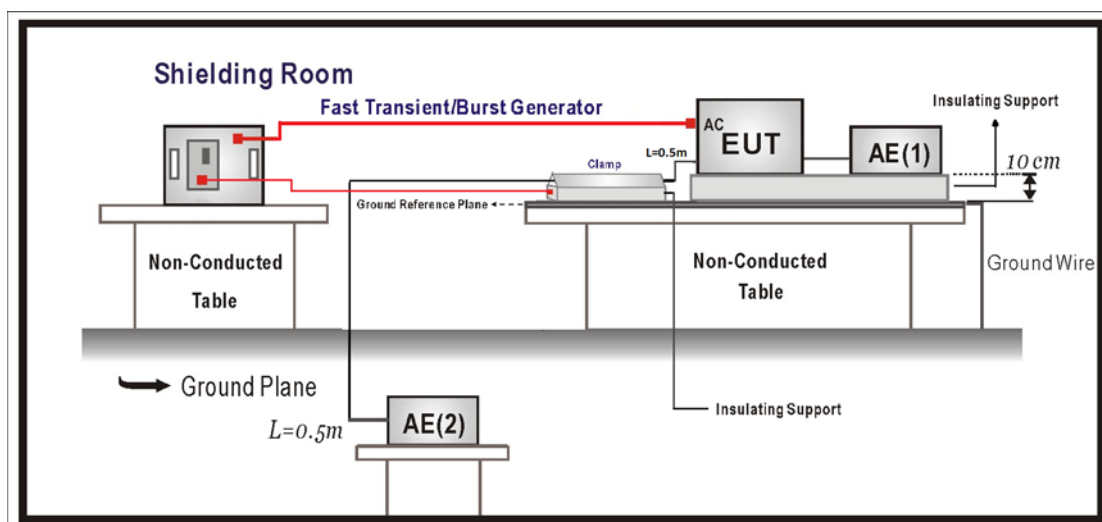 Shielding Room
Fast Transient/Burst Generator
Insulating Support
AC
EUT
AE(1)
L=0.5m
Clamp
10 cm
Ground Reference Plane
Non-Conducted
Table
Non-Conducted
Table
Ground Wire
Ground Plane
Insulating Support
L=0.5m
AE(2)